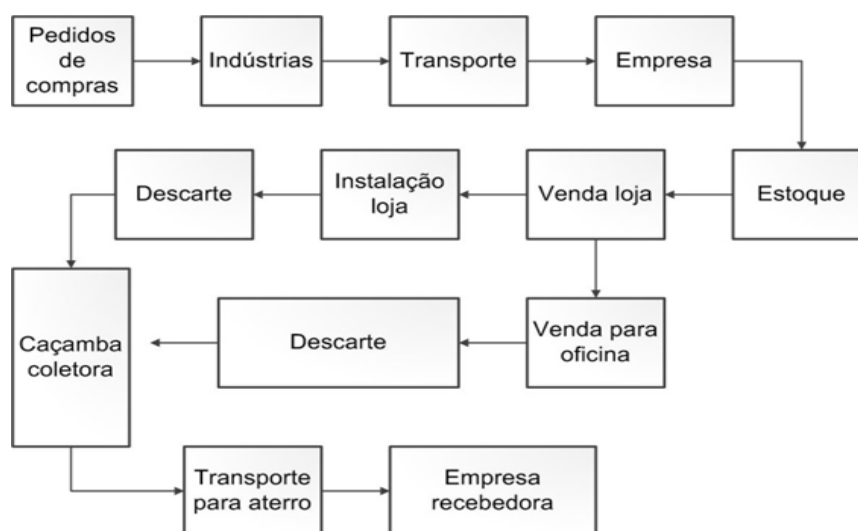 Pedidos
de
compras
Indústrias
Transporte
Empresa
Descarte
Instalação
loja
Venda loja
Estoque
Caçamba
coletora
Descarte
Venda para
oficina
Transporte
para aterro
Empresa
recebedora